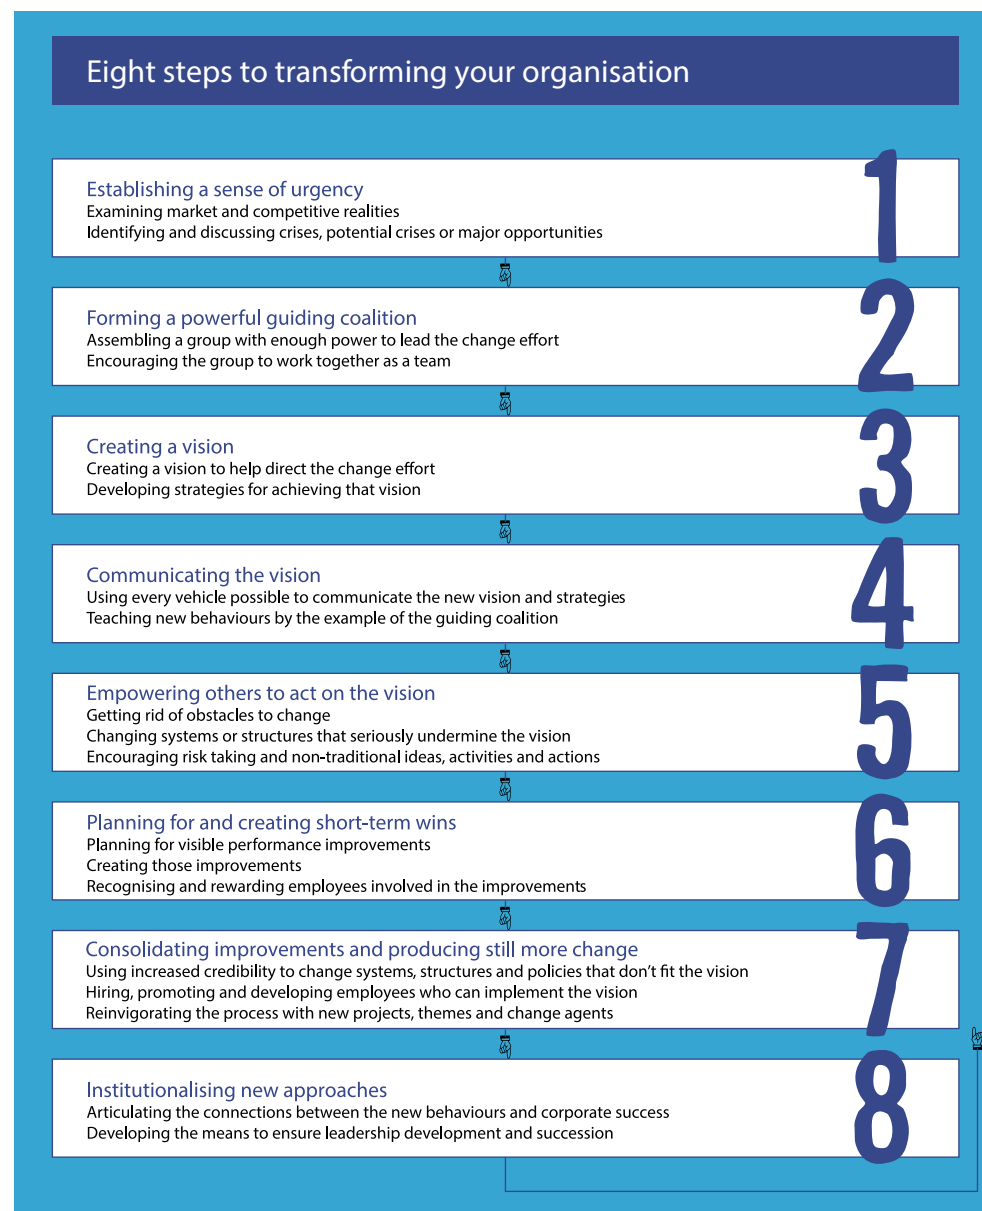 Eight steps to transforming your organisation
1
Establishing a sense of urgency
Examining market and competitive realities
Identifying and discussing crises, potential crises or major opportunities
2
Forming a powerful guiding coalition
Assembling a group with enough power to lead the change effort
Encouraging the group to work together as a team
3
Creating a vision
Creating a vision to help direct the change effort
Developing strategies for achieving that vision
4
Communicating the vision
Using every vehicle possible to communicate the new vision and strategies
Teaching new behaviours by the example of the guiding coalition
5
Empowering others to act on the vision
Getting rid of obstacles to change
Changing systems or structures that seriously undermine the vision
Encouraging risk taking and non-traditional ideas, activities and actions
6
Planning for and creating short-term wins
Planning for visible performance improvements
Creating those improvements
Recognising and rewarding employees involved in the improvements
7
Consolidating improvements and producing still more change
Using increased credibility to change systems, structures and policies that don’t fit the vision
Hiring, promoting and developing employees who can implement the vision
Reinvigorating the process with new projects, themes and change agents
8
Institutionalising new approaches
Articulating the connections between the new behaviours and corporate success
Developing the means to ensure leadership development and succession